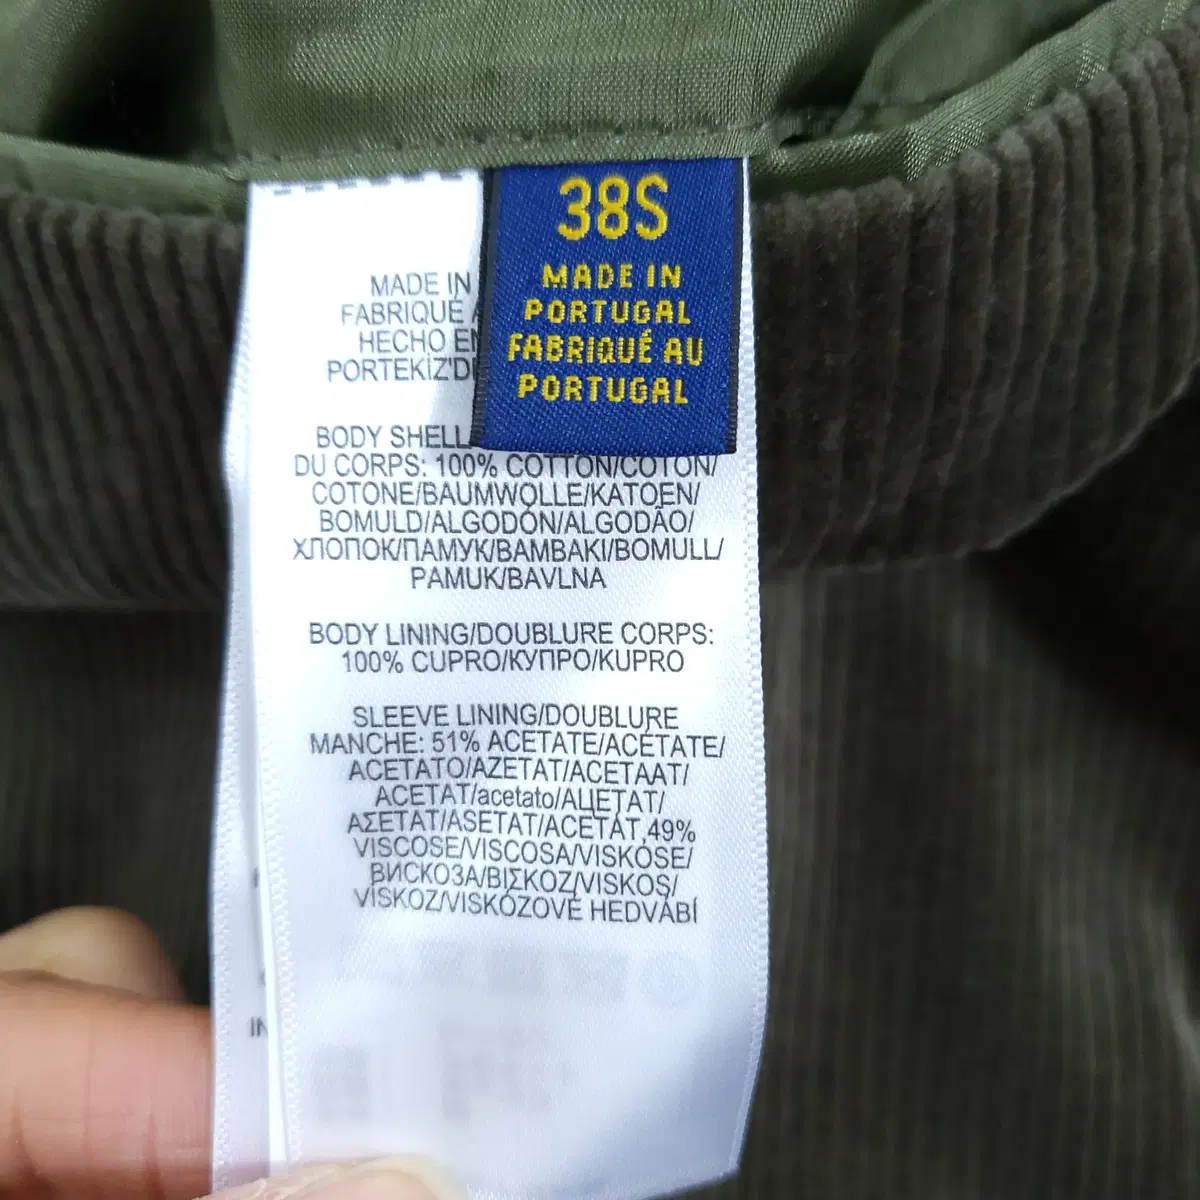 38S
MADE IN
PORTUGAL
FABRIQUÉ AU
PORTUGAL
MADE IN
FABRIQUÉ
HECHO EN
PORTEKİZ'D
BODY SHELL
DU CORPS: 100% COTTON/COTON/
COTONE/BAUMWOLLE/KATOEN/
BOMULD/ALGODÓN/ALGODÃO/
ХЛОПОК/ПАМУК/ΒΑΜΒΑΚΙ/BOMULL/
PAMUK/BAVLNA
BODY LINING/DOUBLURE CORPS:
100% CUPRO/КУПРО/KUPRO
SLEEVE LINING/DOUBLURE
MANCHE: 51% ACETATE/ACÉTATE/
ACETATO/AZETAT/ACETAAT/
ACETAT/acetato/АЦЕТАТ/
ΑΣΕΤΑΤ/ASETAT/ACETÁT,49%
VISCOSE/VISCOSA/VISKOSE/
ВИСКОЗА/ΒΙΣΚΟΖ/VISKOS/
VİSKOZ/VISKÓZOVÉ HEDVÁBÍ